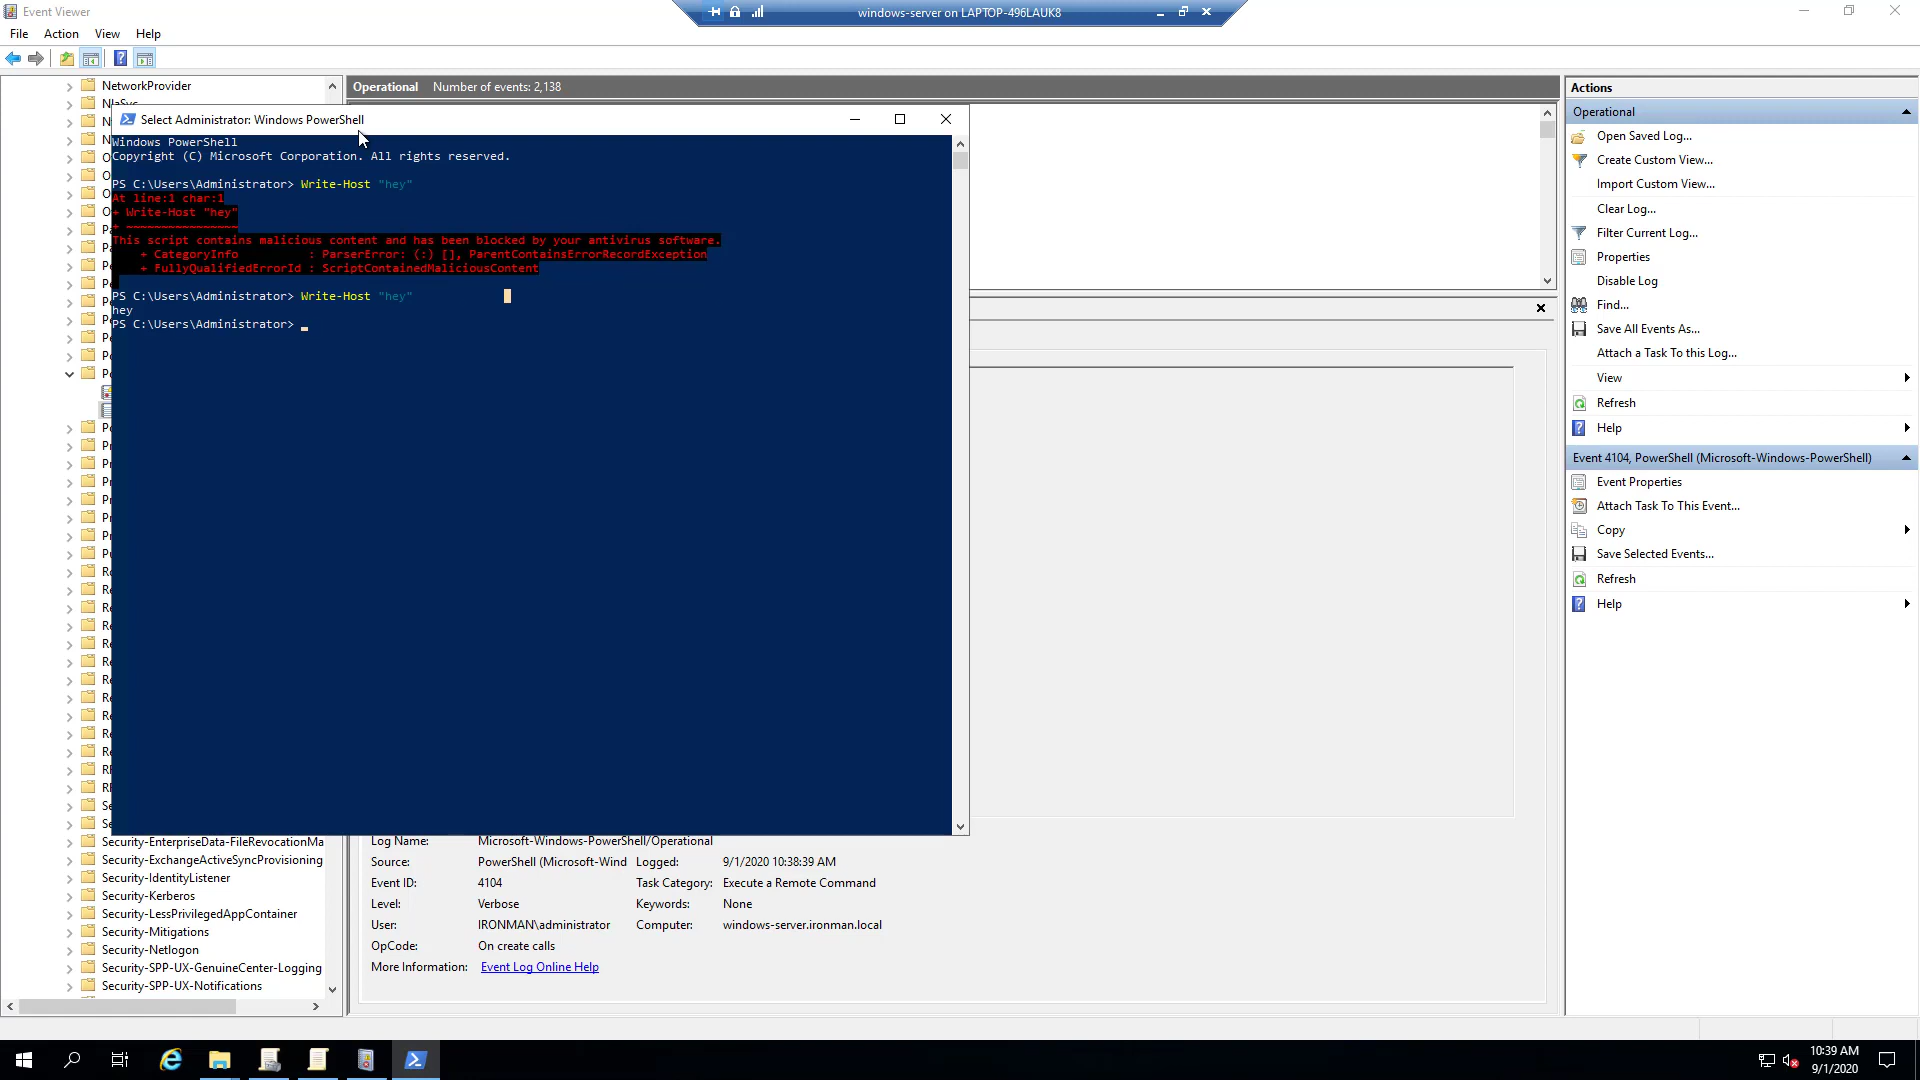 Event Viewer
windows-server on LAPTOP-496LAUK8
File Action View Help
NetworkProvider
Operational Number of events: 2,138
Select Administrator: Windows PowerShell
Windows PowerShell
Copyright (C) Microsoft Corporation. All rights reserved.
PS C:\Users\Administrator> Write-Host "hey"
At line:1 char:1
+ Write-Host "hey"
+ ~~~~~~~~~~~~~~~~
This script contains malicious content and has been blocked by your antivirus software.
+ CategoryInfo : ParserError: (:) [], ParentContainsErrorRecordException
+ FullyQualifiedErrorId : ScriptContainedMaliciousContent
PS C:\Users\Administrator> Write-Host "hey"
hey
PS C:\Users\Administrator>
Security-EnterpriseData-FileRevocationMa
Security-ExchangeActiveSyncProvisioning
Security-IdentityListener
Security-Kerberos
Security-LessPrivilegedAppContainer
Security-Mitigations
Security-Netlogon
Security-SPP-UX-GenuineCenter-Logging
Security-SPP-UX-Notifications
Log Name: Microsoft-Windows-PowerShell/Operational
Source: PowerShell (Microsoft-Wind Logged: 9/1/2020 10:38:39 AM
Event ID: 4104 Task Category: Execute a Remote Command
Level: Verbose Keywords: None
User: IRONMAN\administrator Computer: windows-server.ironman.local
OpCode: On create calls
More Information: Event Log Online Help
Actions
Operational
Open Saved Log...
Create Custom View...
Import Custom View...
Clear Log...
Filter Current Log...
Properties
Disable Log
Find...
Save All Events As...
Attach a Task To this Log...
View
Refresh
Help
Event 4104, PowerShell (Microsoft-Windows-PowerShell)
Event Properties
Attach Task To This Event...
Copy
Save Selected Events...
Refresh
Help
10:39 AM
9/1/2020